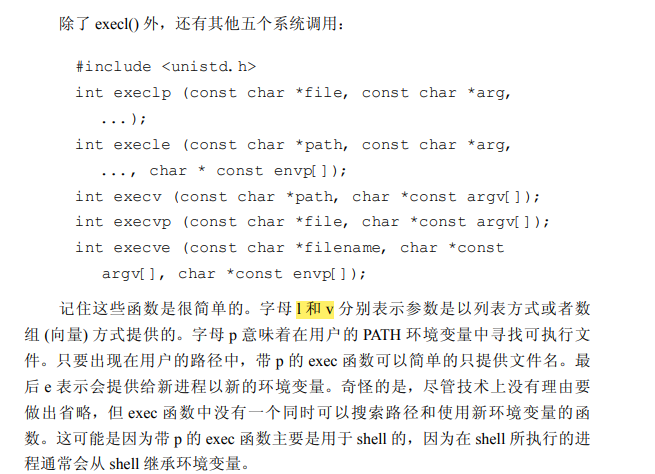 除了 execl() 外，还有其他五个系统调用：
#include <unistd.h>
int execlp (const char *file, const char *arg,
...);
int execle (const char *path, const char *arg,
..., char * const envp[]);
int execv (const char *path, char *const argv[]);
int execvp (const char *file, char *const argv[]);
int execve (const char *filename, char *const
argv[], char *const envp[]);
记住这些函数是很简单的。字母 l 和 v 分别表示参数是以列表方式或者数
组 (向量) 方式提供的。字母 p 意味着在用户的 PATH 环境变量中寻找可执行文
件。只要出现在用户的路径中，带 p 的 exec 函数可以简单的只提供文件名。最
后 e 表示会提供给新进程以新的环境变量。奇怪的是，尽管技术上没有理由要
做出省略，但 exec 函数中没有一个同时可以搜索路径和使用新环境变量的函
数。这可能是因为带 p 的 exec 函数主要是用于 shell 的，因为在 shell 所执行的进
程通常会从 shell 继承环境变量。